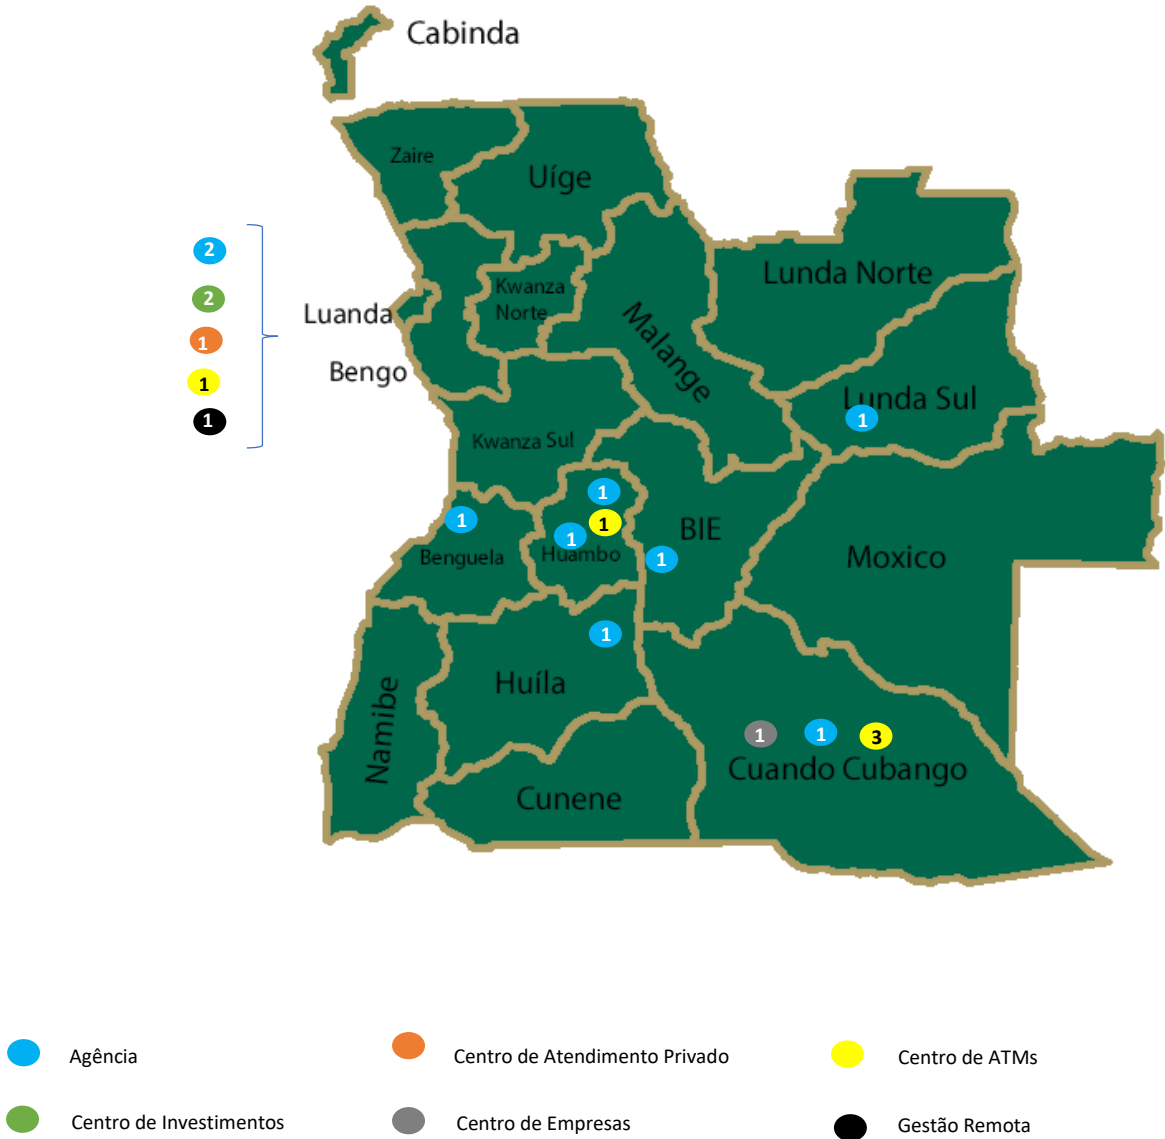 Cabinda
Zaire
Uíge
2
Lunda Norte
2
Kwanza
Norte
Luanda
Malange
1
Bengo
1
Lunda Sul
1
1
Kwanza Sul
1
1
1
1
BIE
Huambo
1
Benguela
Moxico
1
Huíla
Namibe
1
1
3
Cuando Cubango
Cunene
Agência
Centro de Atendimento Privado
Centro de ATMs
Centro de Investimentos
Centro de Empresas
Gestão Remota